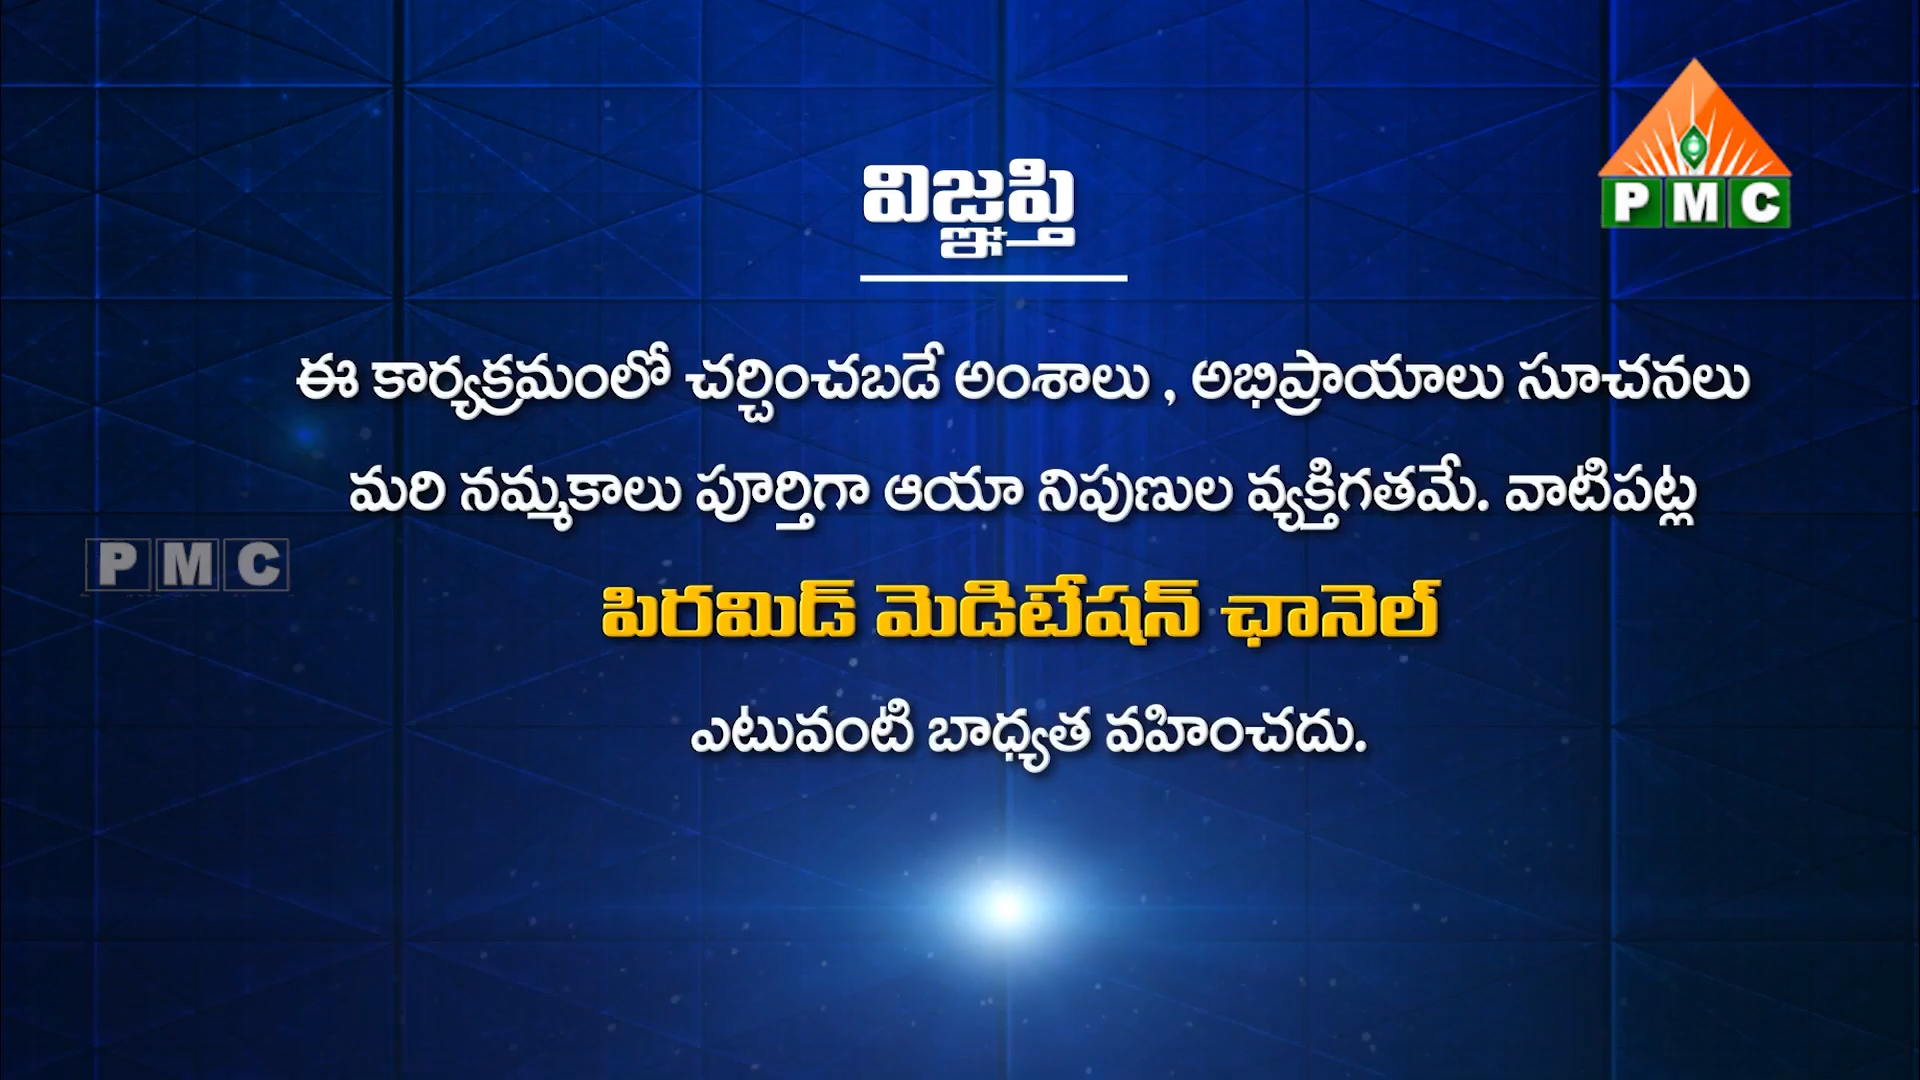 PMC
విజ్ఞప్తి
ఈ కార్యక్రమంలో చర్చించబడే అంశాలు , అభిప్రాయాలు సూచనలు
మరి నమ్మకాలు పూర్తిగా ఆయా నిపుణుల వ్యక్తిగతమే. వాటిపట్ల
PMC
పిరమిడ్ మెడిటేషన్ ఛానెల్
ఎటువంటి బాధ్యత వహించదు.